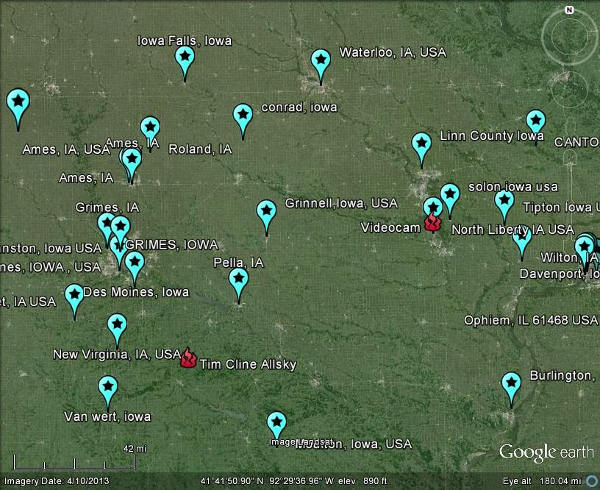 N
Iowa Falls, Iowa
Waterloo, IA, USA
conrad, iowa
Linn County Iowa
CANTO
Ames, IA
Ames, IA, USA
Roland, IA
Ames, IA
solon,iowa usa
Grimes, IA
Grinnell,Iowa, USA
Tipton Iowa U
Videocam
North Liberty IA USA
nston, Iowa USA
GRIMES, IOWA
Wilton, IA
nes, IOWA , USA
Pella, IA
Davenport, Io
et, IA USA
Des Moines, Iowa
Ophiem, IL 61468 USA
New Virginia, IA, USA
Tim Cline Allsky
Burlington,
Van wert, iowa
Iowa, USA
42 mi
Google earth
Imagery Date: 4/10/2013
41°41'50.90" N 92°29'36.96" W elev 890 ft
Eye alt 180.04 mi